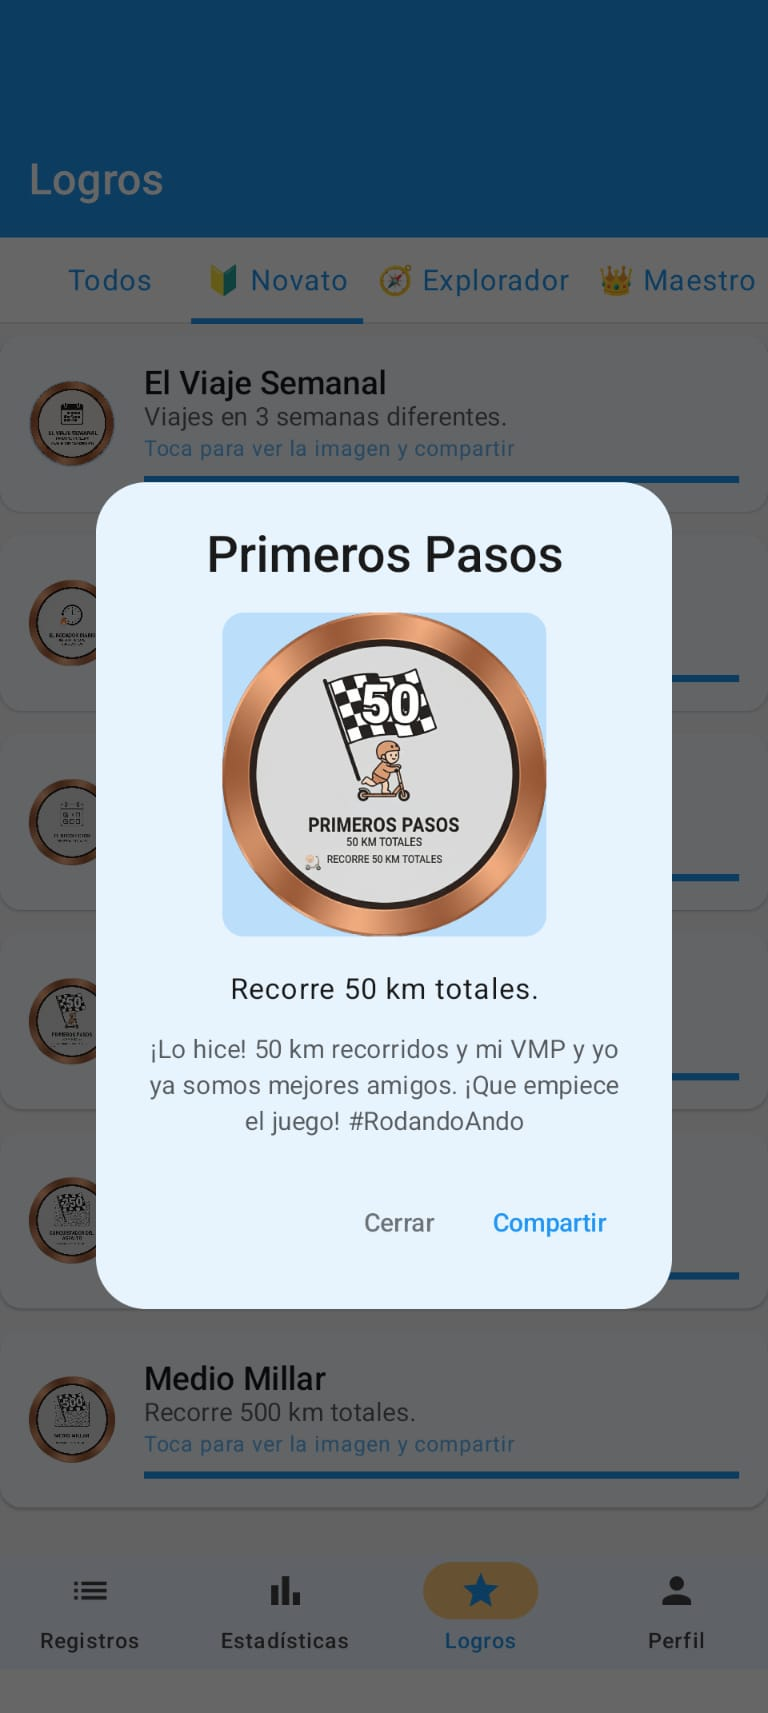 Logros
Todos
Novato
Explorador
Maestro
El Viaje Semanal
Viajes en 3 semanas diferentes.
Toca para ver la imagen y compartir
Primeros Pasos
50
PRIMEROS PASOS
50 KM TOTALES
RECORRE 50 KM TOTALES
Recorre 50 km totales.
¡Lo hice! 50 km recorridos y mi VMP y yo
ya somos mejores amigos. ¡Que empiece
el juego! #RodandoAndo
Cerrar
Compartir
Medio Millar
Recorre 500 km totales.
Toca para ver la imagen y compartir
Registros
Estadísticas
Logros
Perfil